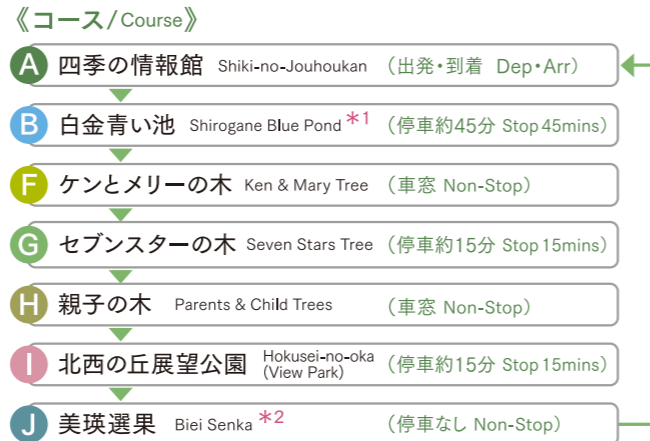 《コース/Course》
A 四季の情報館 Shiki-no-Jouhoukan (出発・到着 Dep・Arr)
B 白金青い池 Shirogane Blue Pond *1 (停車約45分 Stop 45mins)
F ケンとメリーの木 Ken & Mary Tree (車窓 Non-Stop)
G セブンスターの木 Seven Stars Tree (停車約15分 Stop 15mins)
H 親子の木 Parents & Child Trees (車窓 Non-Stop)
I 北西の丘展望公園 Hokusei-no-oka (View Park) (停車約15分 Stop 15mins)
J 美瑛選果 Biei Senka *2 (停車なし Non-Stop)